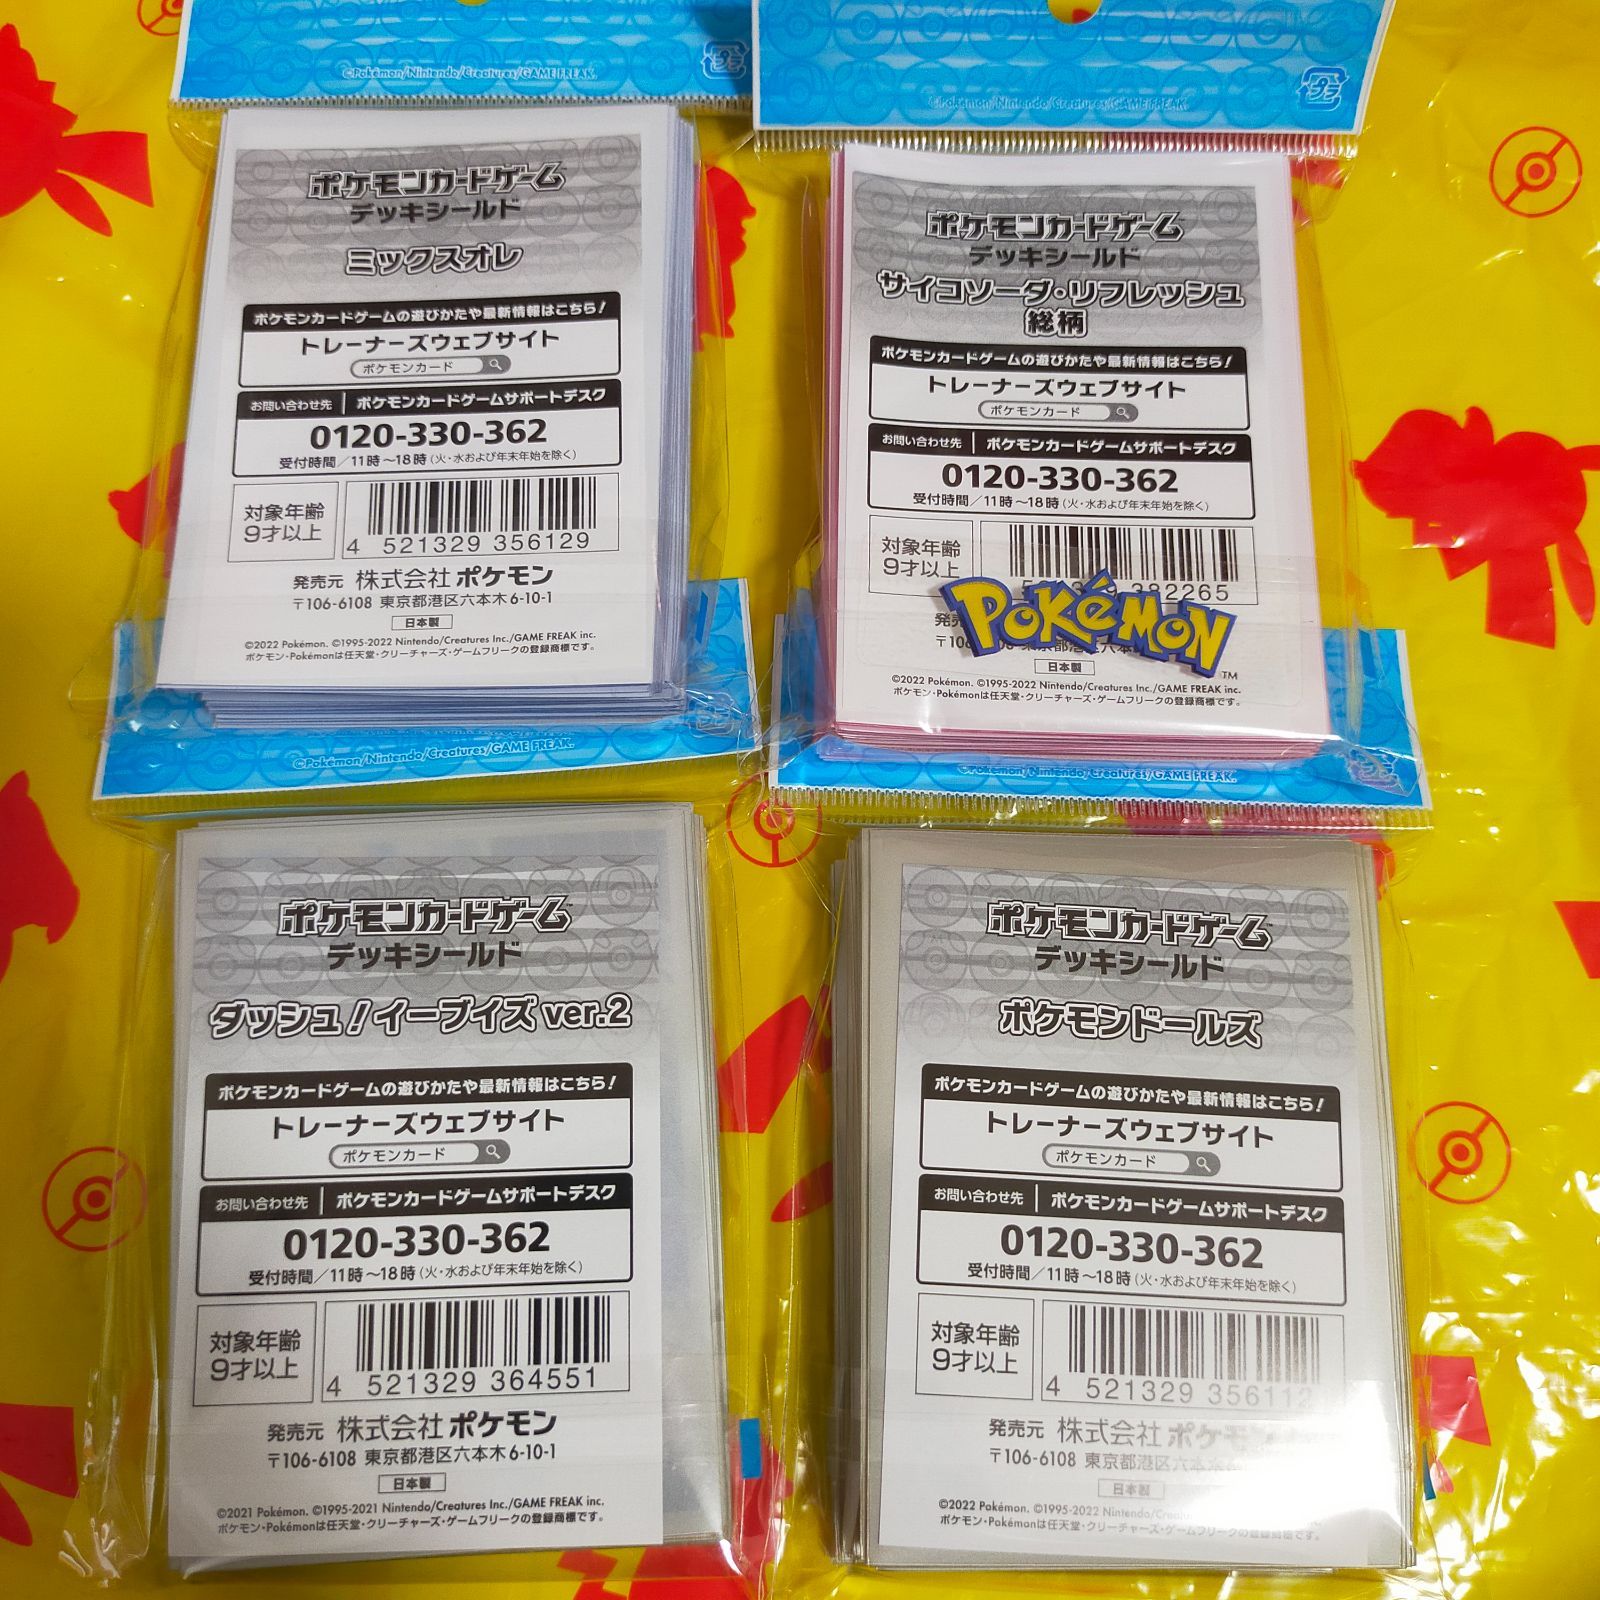 ©Pokémon/Nintendo/Creatures/GAME FREAK.
プラ
ポケモンカードゲーム™
デッキシールド
ミックスオレ
ポケモンカードゲームの遊びかたや最新情報はこちら!
トレーナーズウェブサイト
ポケモンカード
お問い合わせ先 ポケモンカードゲームサポートデスク
0120-330-362
受付時間/11時~18時(火・水および年末年始を除く)
対象年齢
9才以上
4 521329 356129
発売元 株式会社ポケモン
〒106-6108 東京都港区六本木6-10-1
日本製
©2022 Pokémon. ©1995-2022 Nintendo/Creatures Inc./GAME FREAK inc.
ポケモン・Pokémonは任天堂・クリーチャーズ・ゲームフリークの登録商標です。
©Pokémon/Nintendo/Creatures/GAME FREAK.
©Pokémon/Nintendo/Creatures/GAME FREAK.
プラ
ポケモンカードゲーム™
デッキシールド
サイコソーダ・リフレッシュ
総柄
ポケモンカードゲームの遊びかたや最新情報はこちら!
トレーナーズウェブサイト
ポケモンカード
お問い合わせ先 ポケモンカードゲームサポートデスク
0120-330-362
受付時間/11時~18時(火・水および年末年始を除く)
対象年齢
9才以上
382265
POKéMON
TM
日本製
©2022 Pokémon. ©1995-2022 Nintendo/Creatures Inc./GAME FREAK inc.
ポケモン・Pokémonは任天堂・クリーチャーズ・ゲームフリークの登録商標です。
©Pokémon/Nintendo/Creatures/GAME FREAK.
ポケモンカードゲーム™
デッキシールド
ダッシュ!イーブイズ ver.2
ポケモンカードゲームの遊びかたや最新情報はこちら!
トレーナーズウェブサイト
ポケモンカード
お問い合わせ先 ポケモンカードゲームサポートデスク
0120-330-362
受付時間/11時~18時(火・水および年末年始を除く)
対象年齢
9才以上
4 521329 364551
発売元 株式会社ポケモン
〒106-6108 東京都港区六本木6-10-1
日本製
©2021 Pokémon. ©1995-2021 Nintendo/Creatures Inc./GAME FREAK inc.
ポケモン・Pokémonは任天堂・クリーチャーズ・ゲームフリークの登録商標です。
ポケモンカードゲーム™
デッキシールド
ポケモンドールズ
ポケモンカードゲームの遊びかたや最新情報はこちら!
トレーナーズウェブサイト
ポケモンカード
お問い合わせ先 ポケモンカードゲームサポートデスク
0120-330-362
受付時間/11時~18時(火・水および年末年始を除く)
対象年齢
9才以上
4 521329 356112
発売元 株式会社ポケモン
〒106-6108 東京都港区六本木
日本製
©2022 Pokémon. ©1995-2022 Nintendo/Creatures Inc./GAME FREAK inc.
ポケモン・Pokémonは任天堂・クリーチャーズ・ゲームフリークの登録商標です。